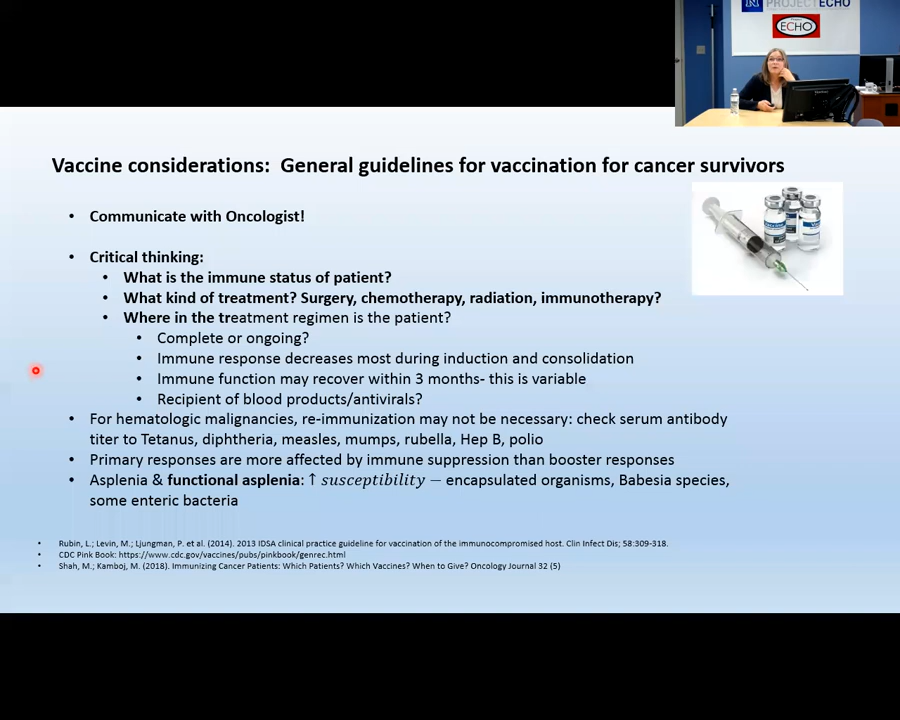 PROJECT ECHO
ECHO
Vaccine considerations:  General guidelines for vaccination for cancer survivors
• Communicate with Oncologist!
• Critical thinking:
• What is the immune status of patient?
• What kind of treatment? Surgery, chemotherapy, radiation, immunotherapy?
• Where in the treatment regimen is the patient?
• Complete or ongoing?
• Immune response decreases most during induction and consolidation
• Immune function may recover within 3 months- this is variable
• Recipient of blood products/antivirals?
• For hematologic malignancies, re-immunization may not be necessary: check serum antibody
titer to Tetanus, diphtheria, measles, mumps, rubella, Hep B, polio
• Primary responses are more affected by immune suppression than booster responses
• Asplenia & functional asplenia: ↑ susceptibility − encapsulated organisms, Babesia species,
some enteric bacteria
• Rubin, L.; Levin, M.; Ljungman, P. et al. (2014). 2013 IDSA clinical practice guideline for vaccination of the immunocompromised host. Clin Infect Dis; 58:309-318.
• CDC Pink Book: https://www.cdc.gov/vaccines/pubs/pinkbook/genrec.html
• Shah, M.; Kamboj, M. (2018). Immunizing Cancer Patients: Which Patients? Which Vaccines? When to Give? Oncology Journal 32 (5)